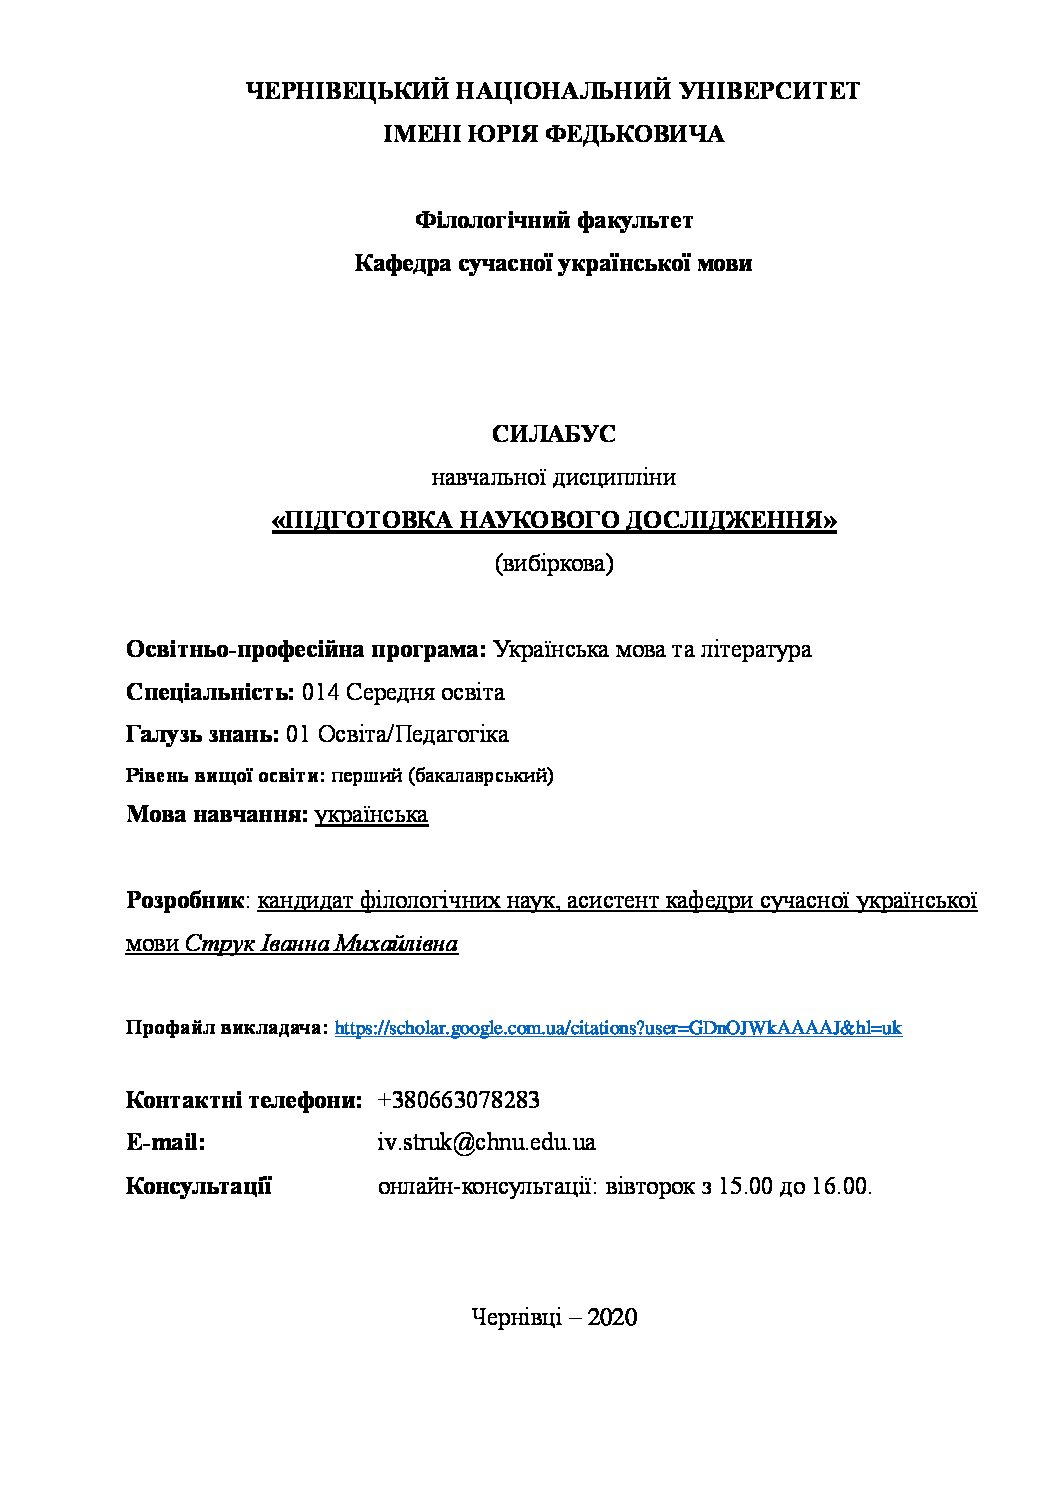 ЧЕРНІВЕЦЬКИЙ НАЦІОНАЛЬНИЙ УНІВЕРСИТЕТ
ІМЕНІ ЮРІЯ ФЕДЬКОВИЧА
Філологічний факультет
Кафедра сучасної української мови
СИЛАБУС
навчальної дисципліни
«ПІДГОТОВКА НАУКОВОГО ДОСЛІДЖЕННЯ»
(вибіркова)
Освітньо-професійна програма: Українська мова та література
Спеціальність: 014 Середня освіта
Галузь знань: 01 Освіта/Педагогіка
Рівень вищої освіти: перший (бакалаврський)
Мова навчання: українська
Розробник: кандидат філологічних наук, асистент кафедри сучасної української
мови Струк Іванна Михайлівна
Профайл викладача: https://scholar.google.com.ua/citations?user=GDnOJWkAAAAJ&hl=uk
Контактні телефони: +380663078283
E-mail: iv.struk@chnu.edu.ua
Консультації онлайн-консультації: вівторок з 15.00 до 16.00.
Чернівці – 2020